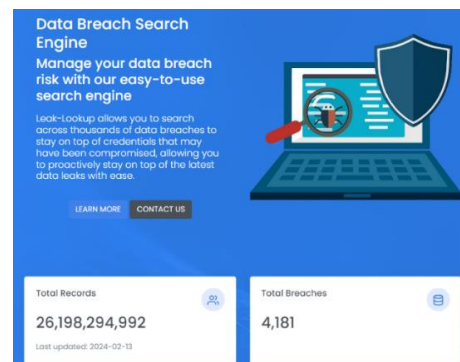 Data Breach Search
Engine
Manage your data breach
risk with our easy-to-use
search engine
Leak-Lookup allows you to search
across thousands of data breaches to
stay on top of credentials that may
have been compromised, allowing you
to proactively stay on top of the latest
data leaks with ease.
LEARN MORE CONTACT US
Total Records
26,198,294,992
Last updated: 2024-02-13
Total Breaches
4,181